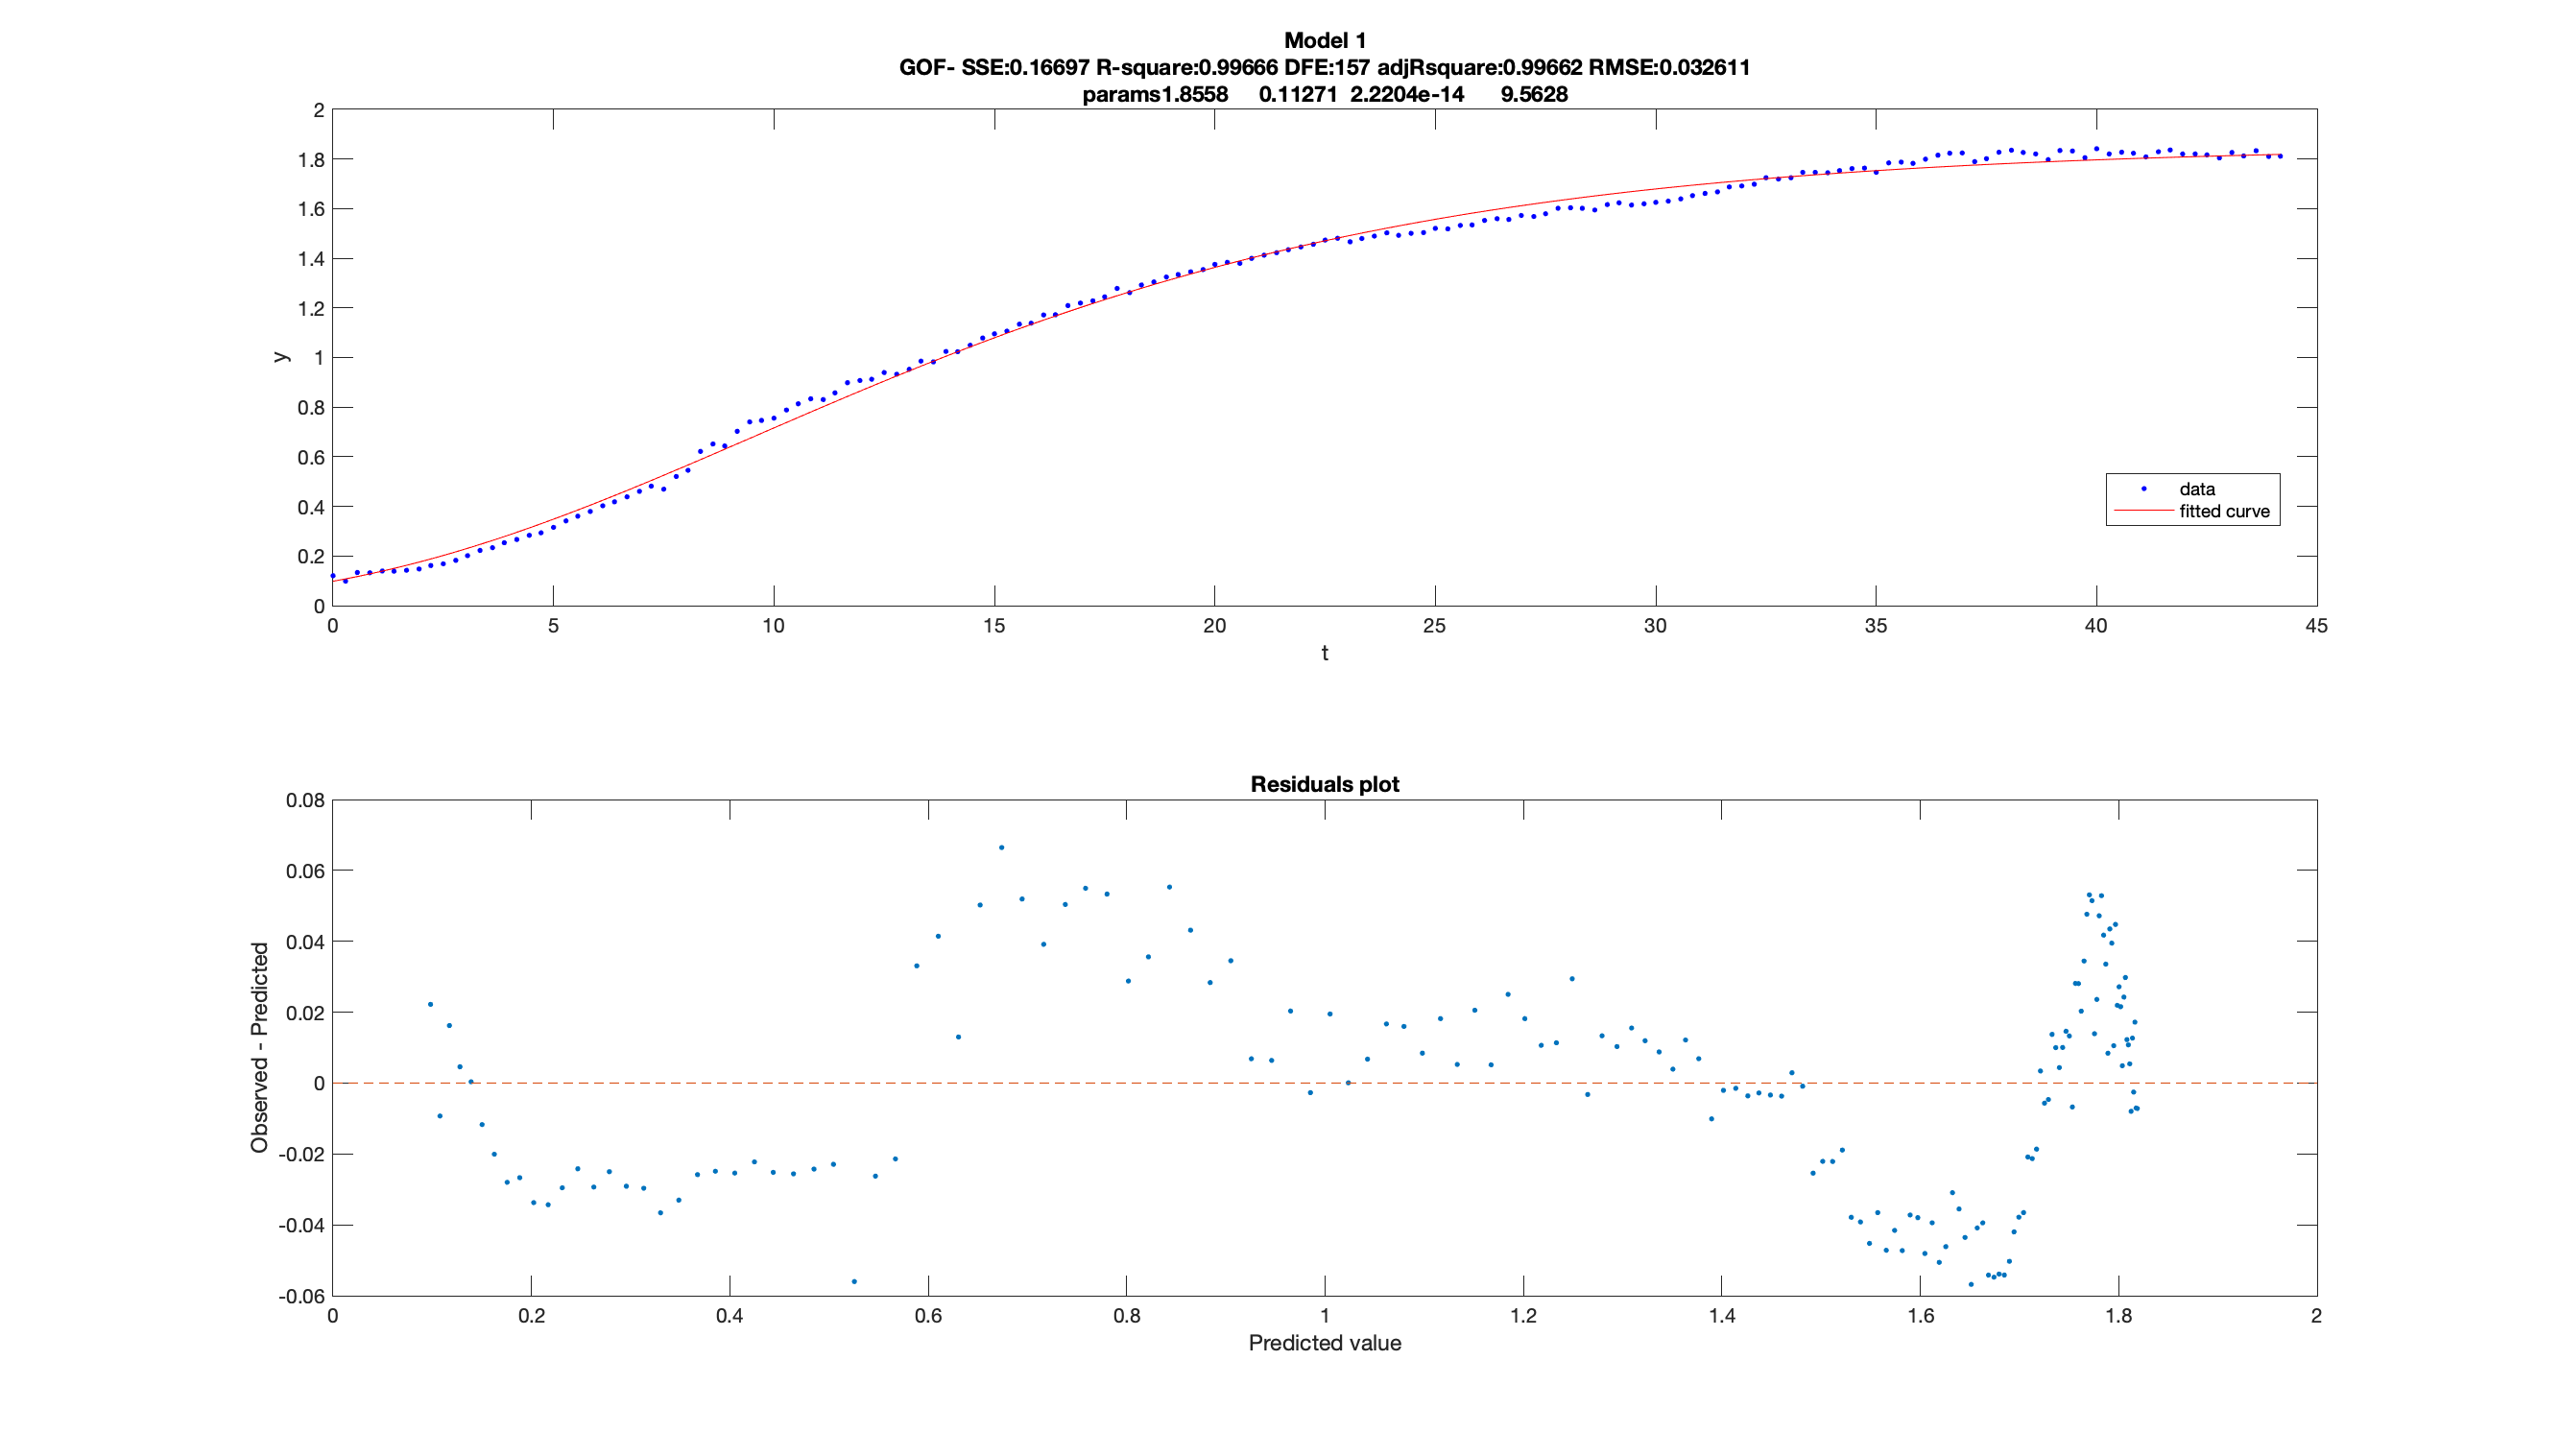 Model 1
GOF- SSE:0.16697 R-square:0.99666 DFE:157 adjRsquare:0.99662 RMSE:0.032611
params1.8558 0.11271 2.2204e-14 9.5628
2
1.8
1.6
1.4
1.2
1
0.8
0.6
0.4
0.2
0
y
data
fitted curve
0 5 10 15 20 25 30 35 40 45
t
Residuals plot
0.08
0.06
0.04
0.02
0
-0.02
-0.04
-0.06
Observed - Predicted
0 0.2 0.4 0.6 0.8 1 1.2 1.4 1.6 1.8 2
Predicted value